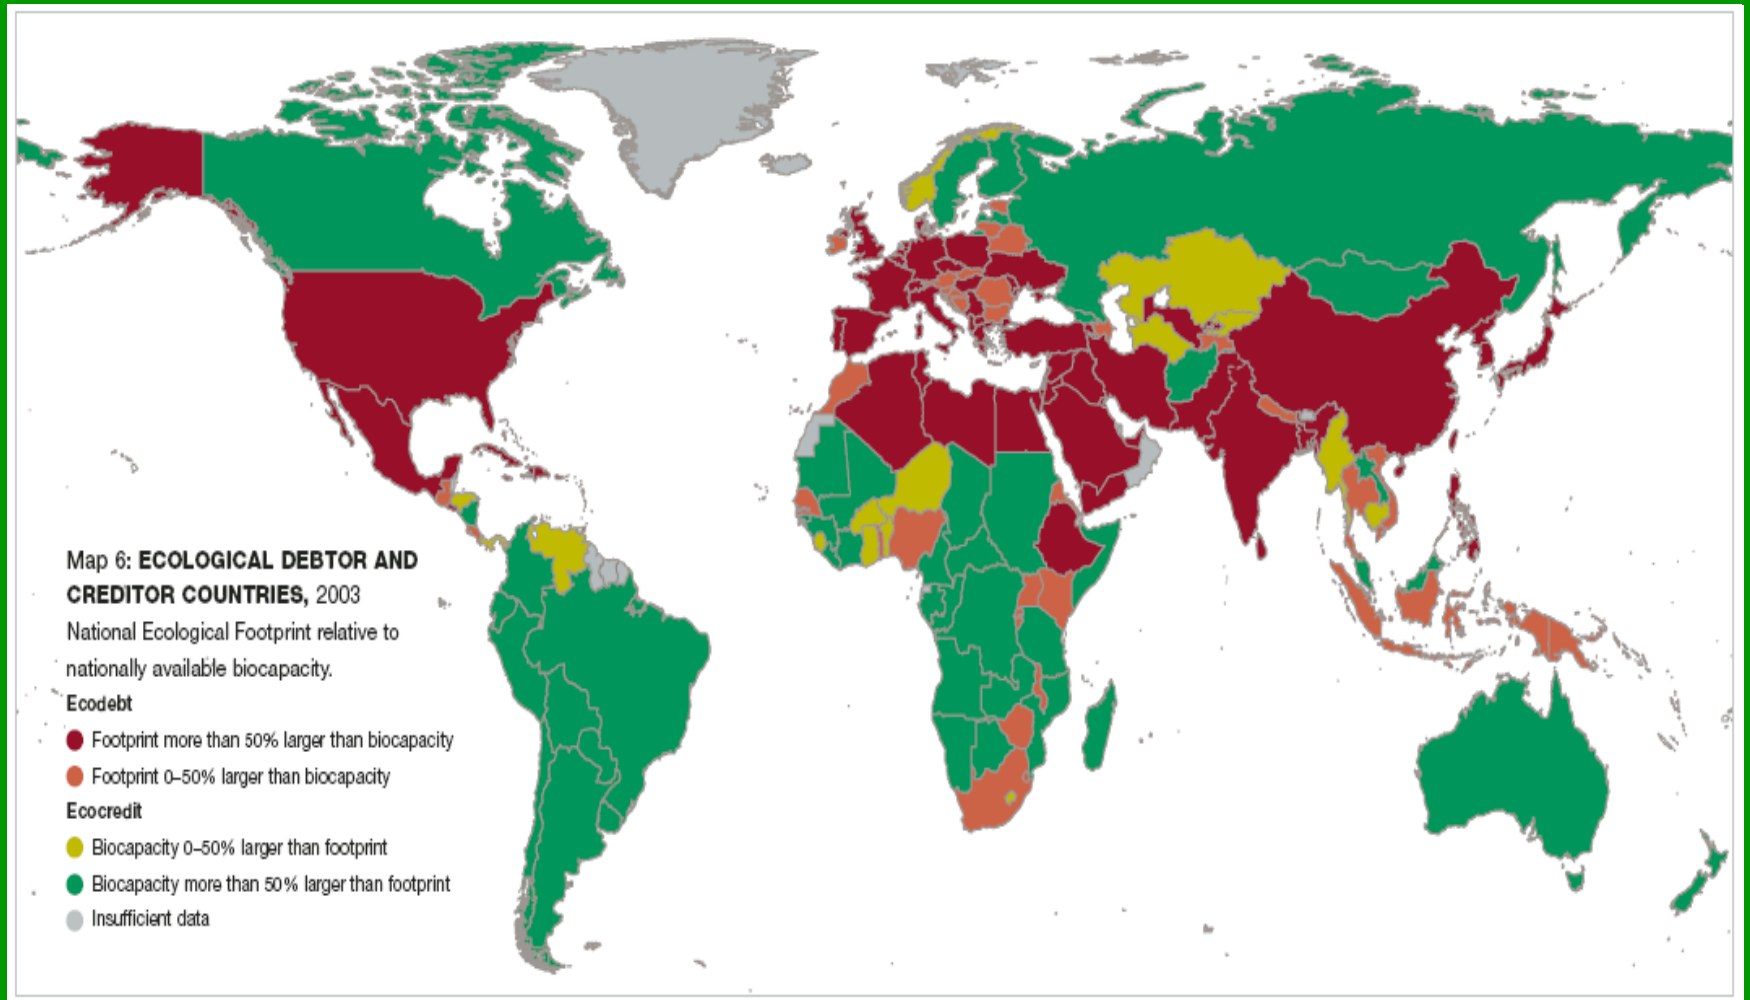 Map 6: ECOLOGICAL DEBTOR AND
CREDITOR COUNTRIES, 2003
National Ecological Footprint relative to
nationally available biocapacity.
Ecodebt
Footprint more than 50% larger than biocapacity
Footprint 0–50% larger than biocapacity
Ecocredit
Biocapacity 0–50% larger than footprint
Biocapacity more than 50% larger than footprint
Insufficient data